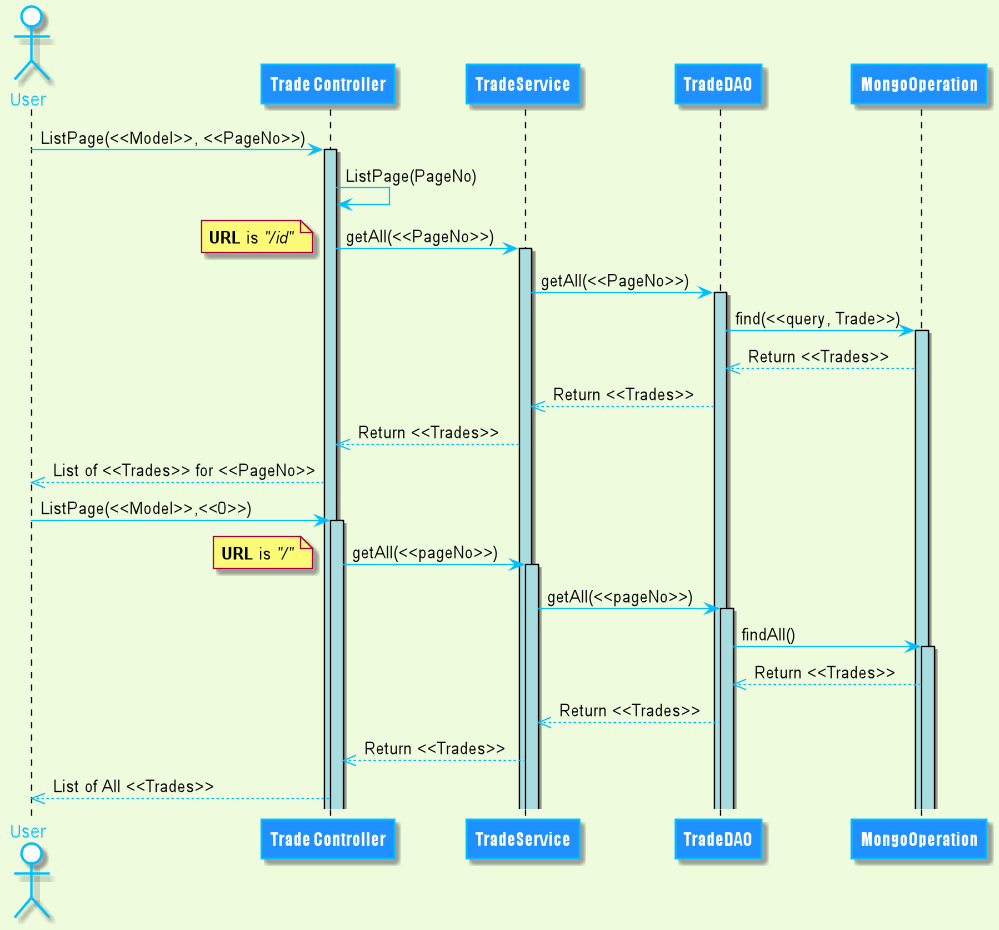 User
Trade Controller
TradeService
TradeDAO
MongoOperation
ListPage(<<Model>>, <<PageNo>>)
ListPage(PageNo)
URL is "/id"
getAll(<<PageNo>>)
getAll(<<PageNo>>)
find(<<query, Trade>>)
Return <<Trades>>
Return <<Trades>>
Return <<Trades>>
List of <<Trades>> for <<PageNo>>
ListPage(<<Model>>,<<0>>)
URL is "/"
getAll(<<pageNo>>)
getAll(<<pageNo>>)
findAll()
Return <<Trades>>
Return <<Trades>>
Return <<Trades>>
List of All <<Trades>>
User
Trade Controller
TradeService
TradeDAO
MongoOperation